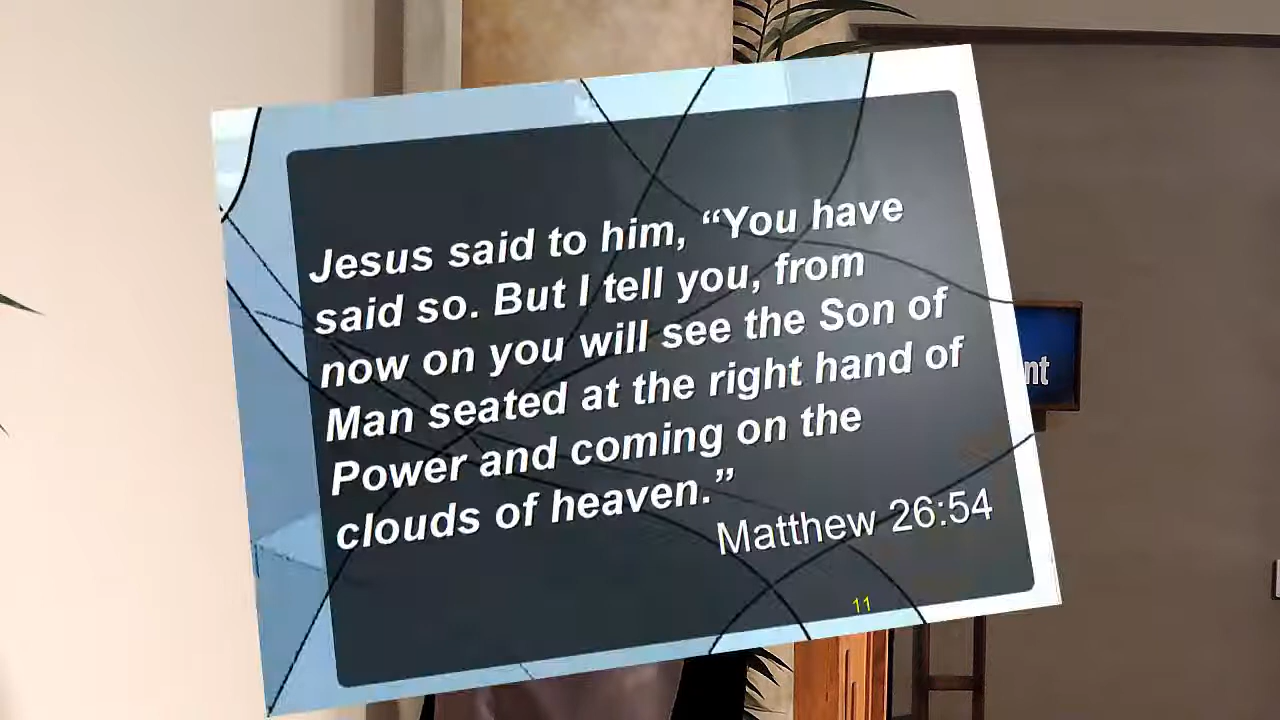 Jesus said to him, “You have
said so. But I tell you, from
now on you will see the Son of
Man seated at the right hand of
Power and coming on the
clouds of heaven.”
Matthew 26:54
11
nt